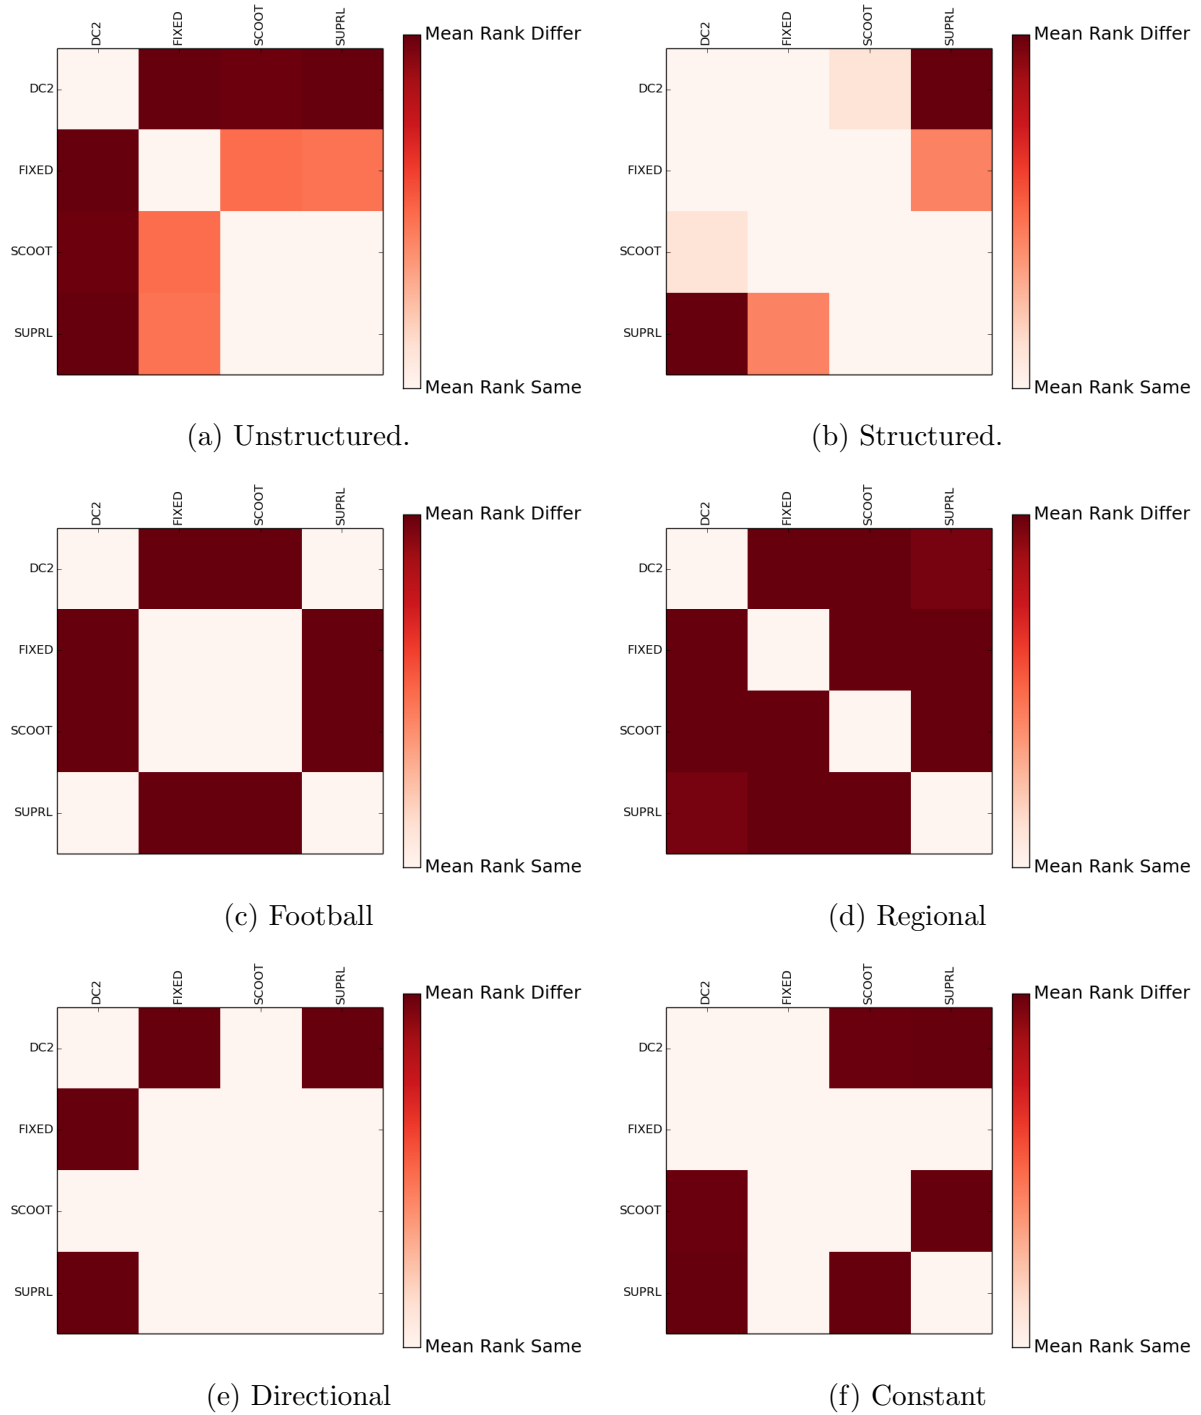 DC2 FIXED SCOOT SUPRL
Mean Rank Differ
DC2
FIXED
SCOOT
SUPRL
Mean Rank Same
(a) Unstructured.
DC2 FIXED SCOOT SUPRL
Mean Rank Differ
DC2
FIXED
SCOOT
SUPRL
Mean Rank Same
(b) Structured.
DC2 FIXED SCOOT SUPRL
Mean Rank Differ
DC2
FIXED
SCOOT
SUPRL
Mean Rank Same
(c) Football
DC2 FIXED SCOOT SUPRL
Mean Rank Differ
DC2
FIXED
SCOOT
SUPRL
Mean Rank Same
(d) Regional
DC2 FIXED SCOOT SUPRL
Mean Rank Differ
DC2
FIXED
SCOOT
SUPRL
Mean Rank Same
(e) Directional
DC2 FIXED SCOOT SUPRL
Mean Rank Differ
DC2
FIXED
SCOOT
SUPRL
Mean Rank Same
(f) Constant